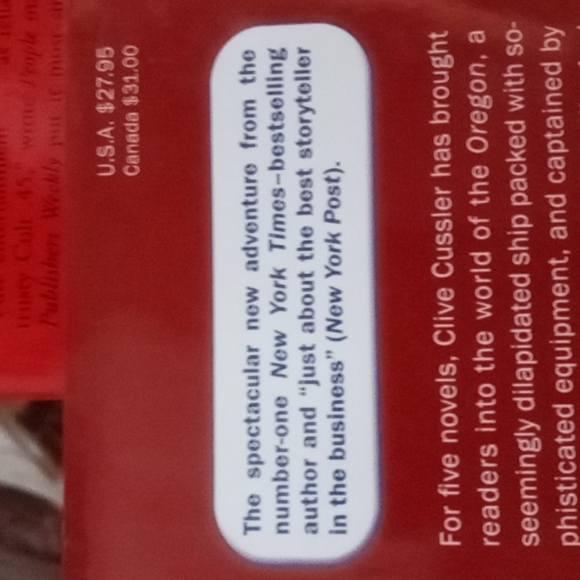 U.S.A. $27.95
Canada $31.00
The spectacular new adventure from the
number-one New York Times–bestselling
author and “just about the best storyteller
in the business” (New York Post).
For five novels, Clive Cussler has brought
readers into the world of the Oregon, a
seemingly dilapidated ship packed with so-
phisticated equipment, and captained by